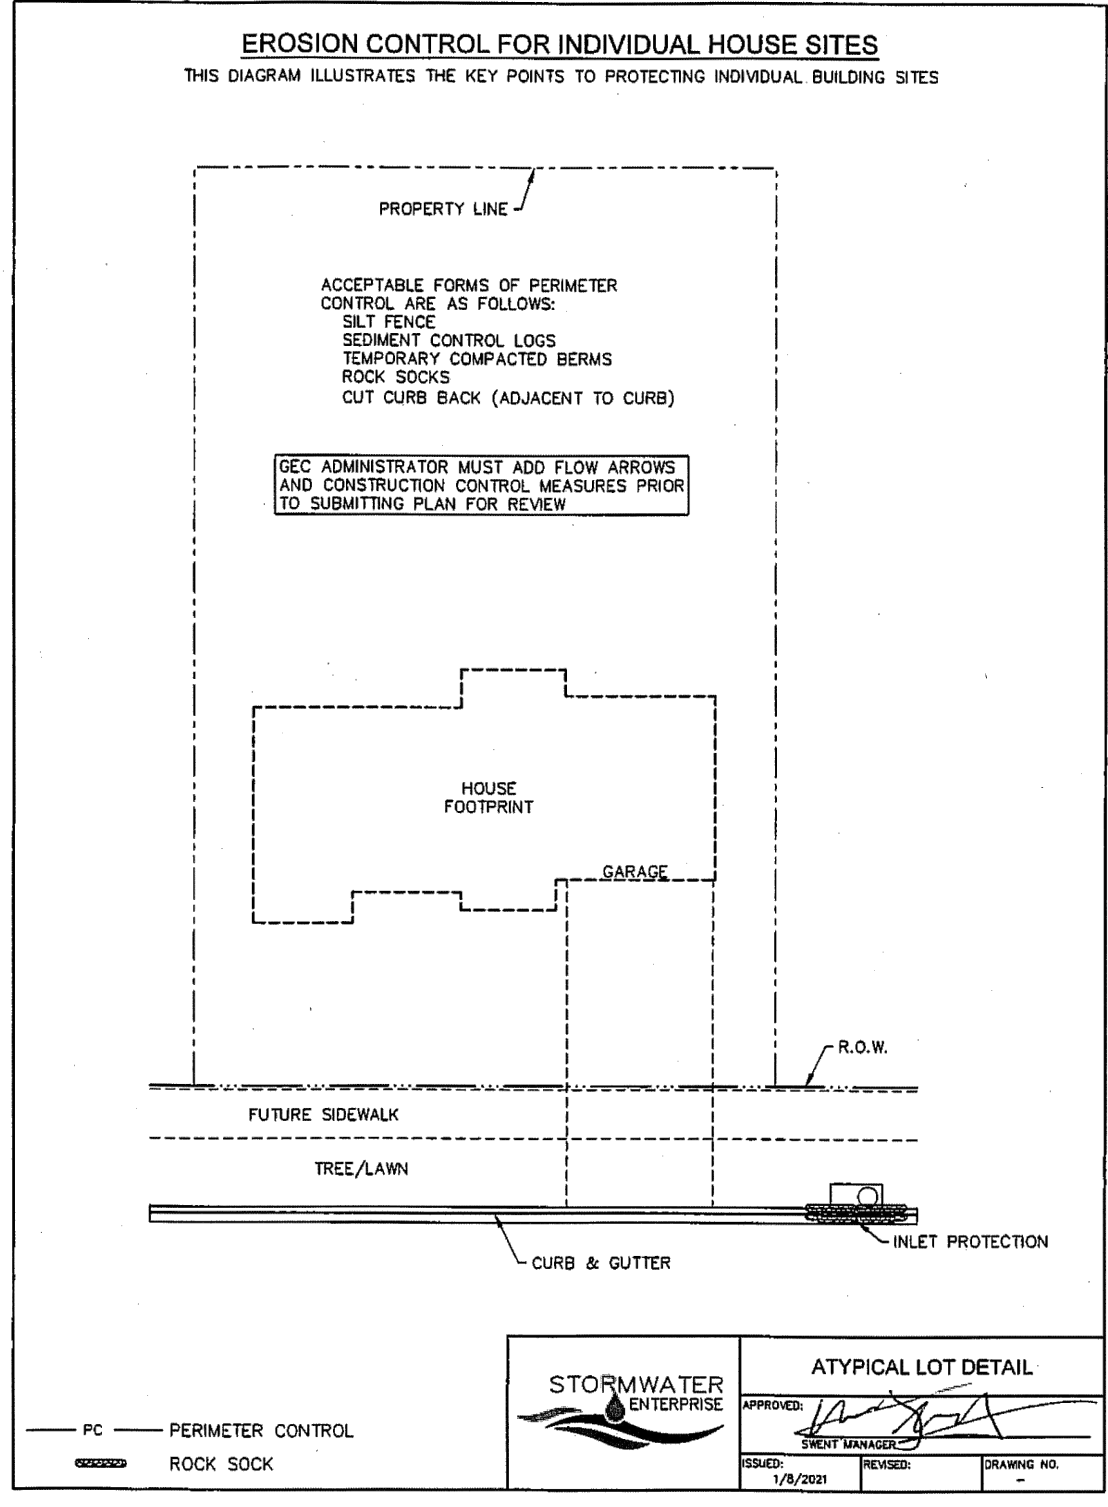 EROSION CONTROL FOR INDIVIDUAL HOUSE SITES
THIS DIAGRAM ILLUSTRATES THE KEY POINTS TO PROTECTING INDIVIDUAL BUILDING SITES
PROPERTY LINE
ACCEPTABLE FORMS OF PERIMETER
CONTROL ARE AS FOLLOWS:
SILT FENCE
SEDIMENT CONTROL LOGS
TEMPORARY COMPACTED BERMS
ROCK SOCKS
CUT CURB BACK (ADJACENT TO CURB)
GEC ADMINISTRATOR MUST ADD FLOW ARROWS
AND CONSTRUCTION CONTROL MEASURES PRIOR
TO SUBMITTING PLAN FOR REVIEW
HOUSE
FOOTPRINT
GARAGE
R.O.W.
FUTURE SIDEWALK
TREE/LAWN
INLET PROTECTION
CURB & GUTTER
PC PERIMETER CONTROL
ROCK SOCK
STORMWATER
ENTERPRISE
ATYPICAL LOT DETAIL
APPROVED:
SWENT MANAGER
ISSUED:
1/8/2021
REVISED:
DRAWING NO.
–